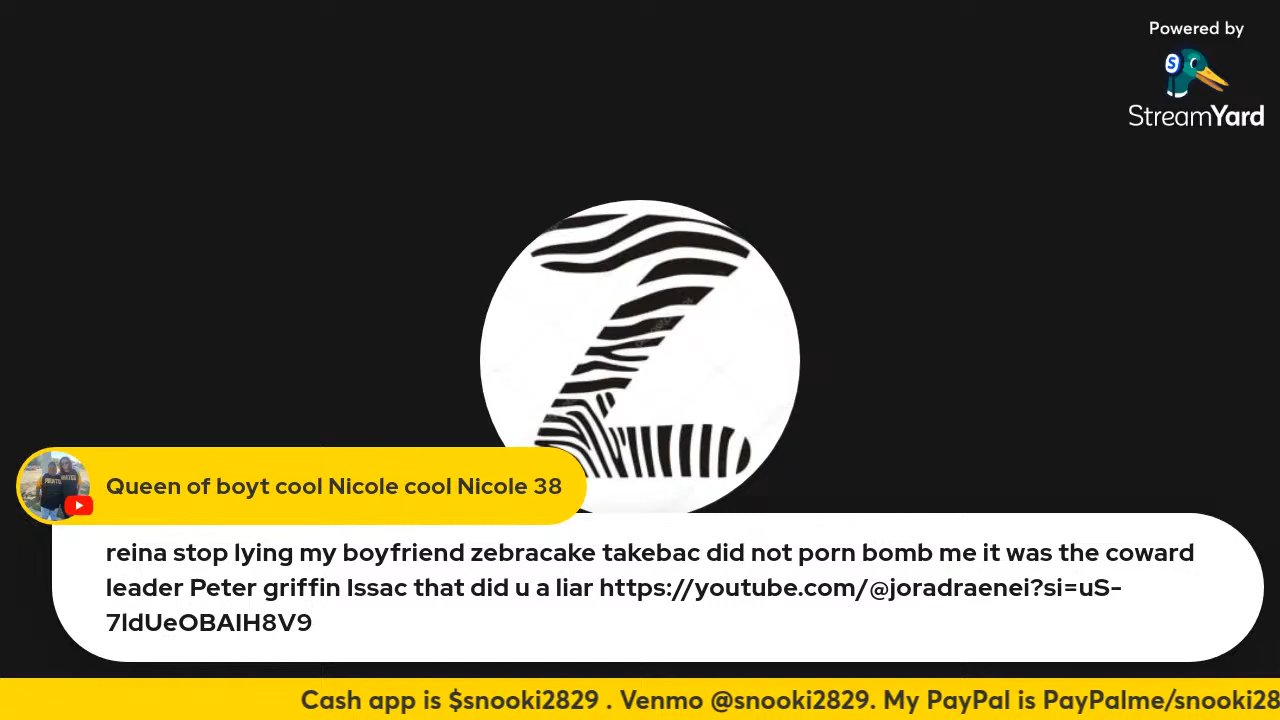 Powered by
StreamYard
Queen of boyt cool Nicole cool Nicole 38
reina stop lying my boyfriend zebracake takebac did not porn bomb me it was the coward
leader Peter griffin Issac that did u a liar https://youtube.com/@joradraenei?si=uS-
7ldUeOBAIH8V9
Cash app is $snooki2829 . Venmo @snooki2829. My PayPal is PayPalme/snooki28